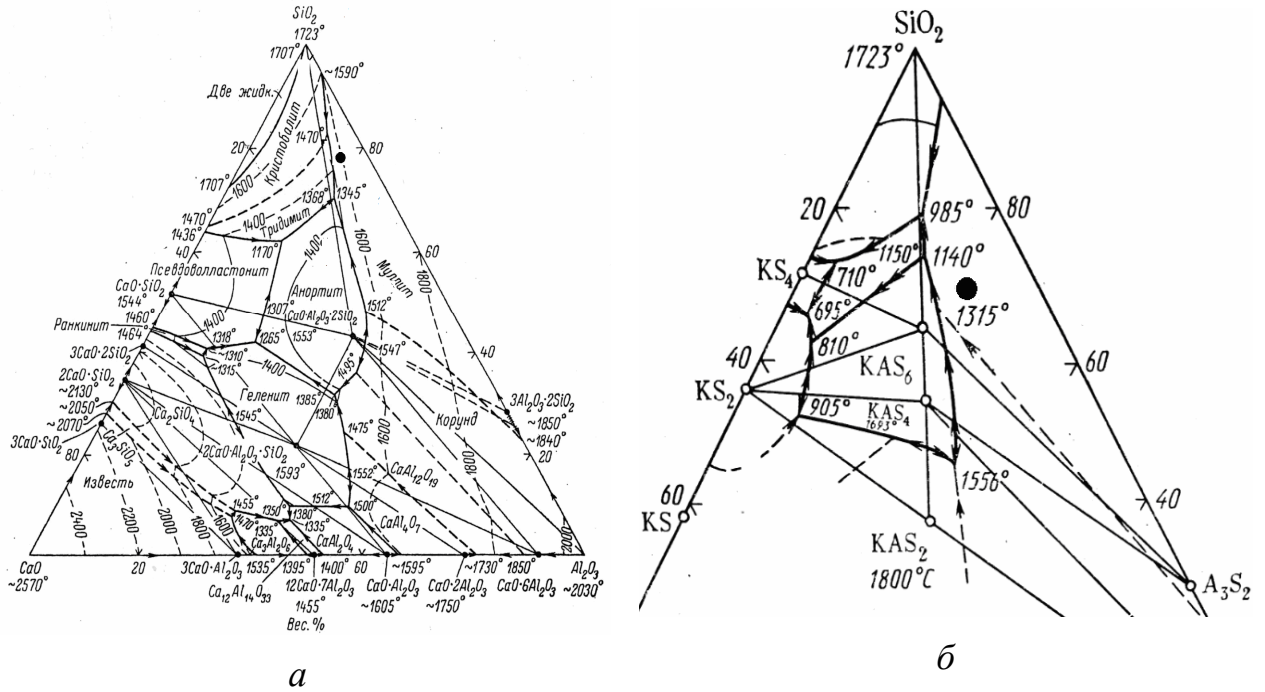 SiO₂
1723°
1707°
~1590°
Две жидк.
Кристобалит
1470°
20
80
1707°
1600
1470°
1436°
1400
Тридимит
1368°
1345°
40
1170°
1400
1600
60
Псевдоволластонит
Муллит
1800
CaO·SiO₂
1544°
Анортит
1512°
Ранкинит
1460°
1464
1400
1307°
CaO·Al₂O₃·2SiO₂
1553°
1318°
1265°
1547°
~1310°
1315°
3CaO·2SiO₂
1400
1495°
40
2CaO·SiO₂
~2130°
Геленит
1385°
1380
3Al₂O₃·2SiO₂
~1850°
~1840°
~2050°
~2070°
Ca₂SiO₄
1545°
Корунд
3CaO·SiO₂
Ca₃SiO₅
1475°
1600
1800
20
80
2CaO·Al₂O₃·SiO₂
1593°
1552°
CaAl₁₂O₁₉
Известь
1455°
1350°
1512°
1500°
1470°
1380°
1335°
1335°
CaAl₄O₇
2400
2200
2000
1800
1600
Ca₃Al₂O₆
CaAl₂O₄
2000
CaO
~2570°
20
3CaO·Al₂O₃
1535°
1395°
1400°
60
~1595°
~1730°
1850°
Al₂O₃
~2030°
Ca₁₂Al₁₄O₃₃
12CaO·7Al₂O₃
1455°
CaO·Al₂O₃
~1605°
CaO·2Al₂O₃
~1750°
CaO·6Al₂O₃
Вес. %
а
SiO₂
1723°
20
80
985°
1150°
1140°
KS₄
710°
695°
1315°
810°
40
60
KAS₆
KS₂
905°
KAS₄
1693°
1556°
60
KS
40
KAS₂
1800°C
A₃S₂
б